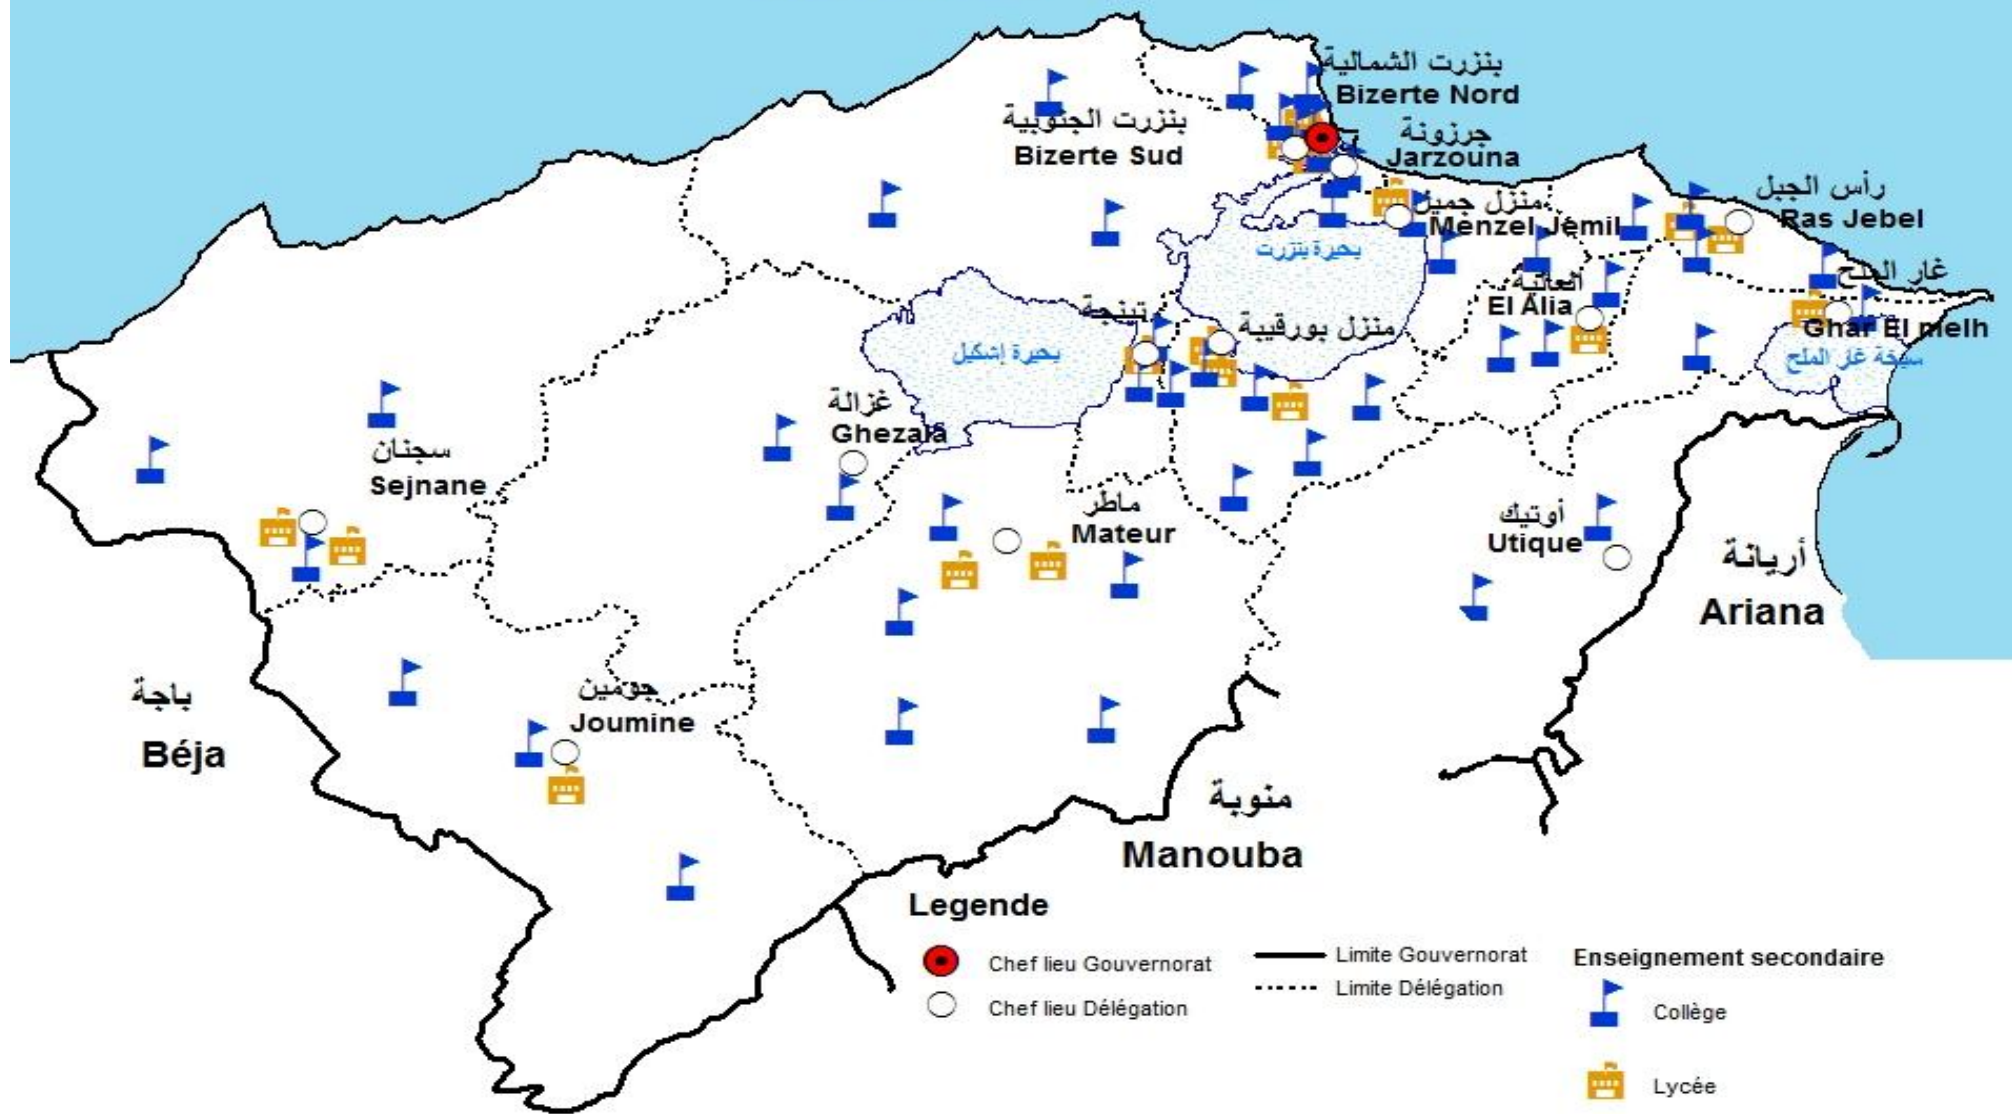 بنزرت الشمالية
Bizerte Nord
بنزرت الجنوبية
Bizerte Sud
جرزونة
Jarzouna
منزل جميل
Menzel Jemil
رأس الجبل
Ras Jebel
بحيرة بنزرت
العالية
El Alia
غار الملح
Ghar El melh
سبخة غار الملح
تينجة
منزل بورقيبة
بحيرة إشكيل
غزالة
Ghezala
سجنان
Sejnane
ماطر
Mateur
أوتيك
Utique
أريانة
Ariana
باجة
Béja
جومين
Joumine
منوبة
Manouba
Legende
Chef lieu Gouvernorat
Chef lieu Délégation
Limite Gouvernorat
Limite Délégation
Enseignement secondaire
Collège
Lycée